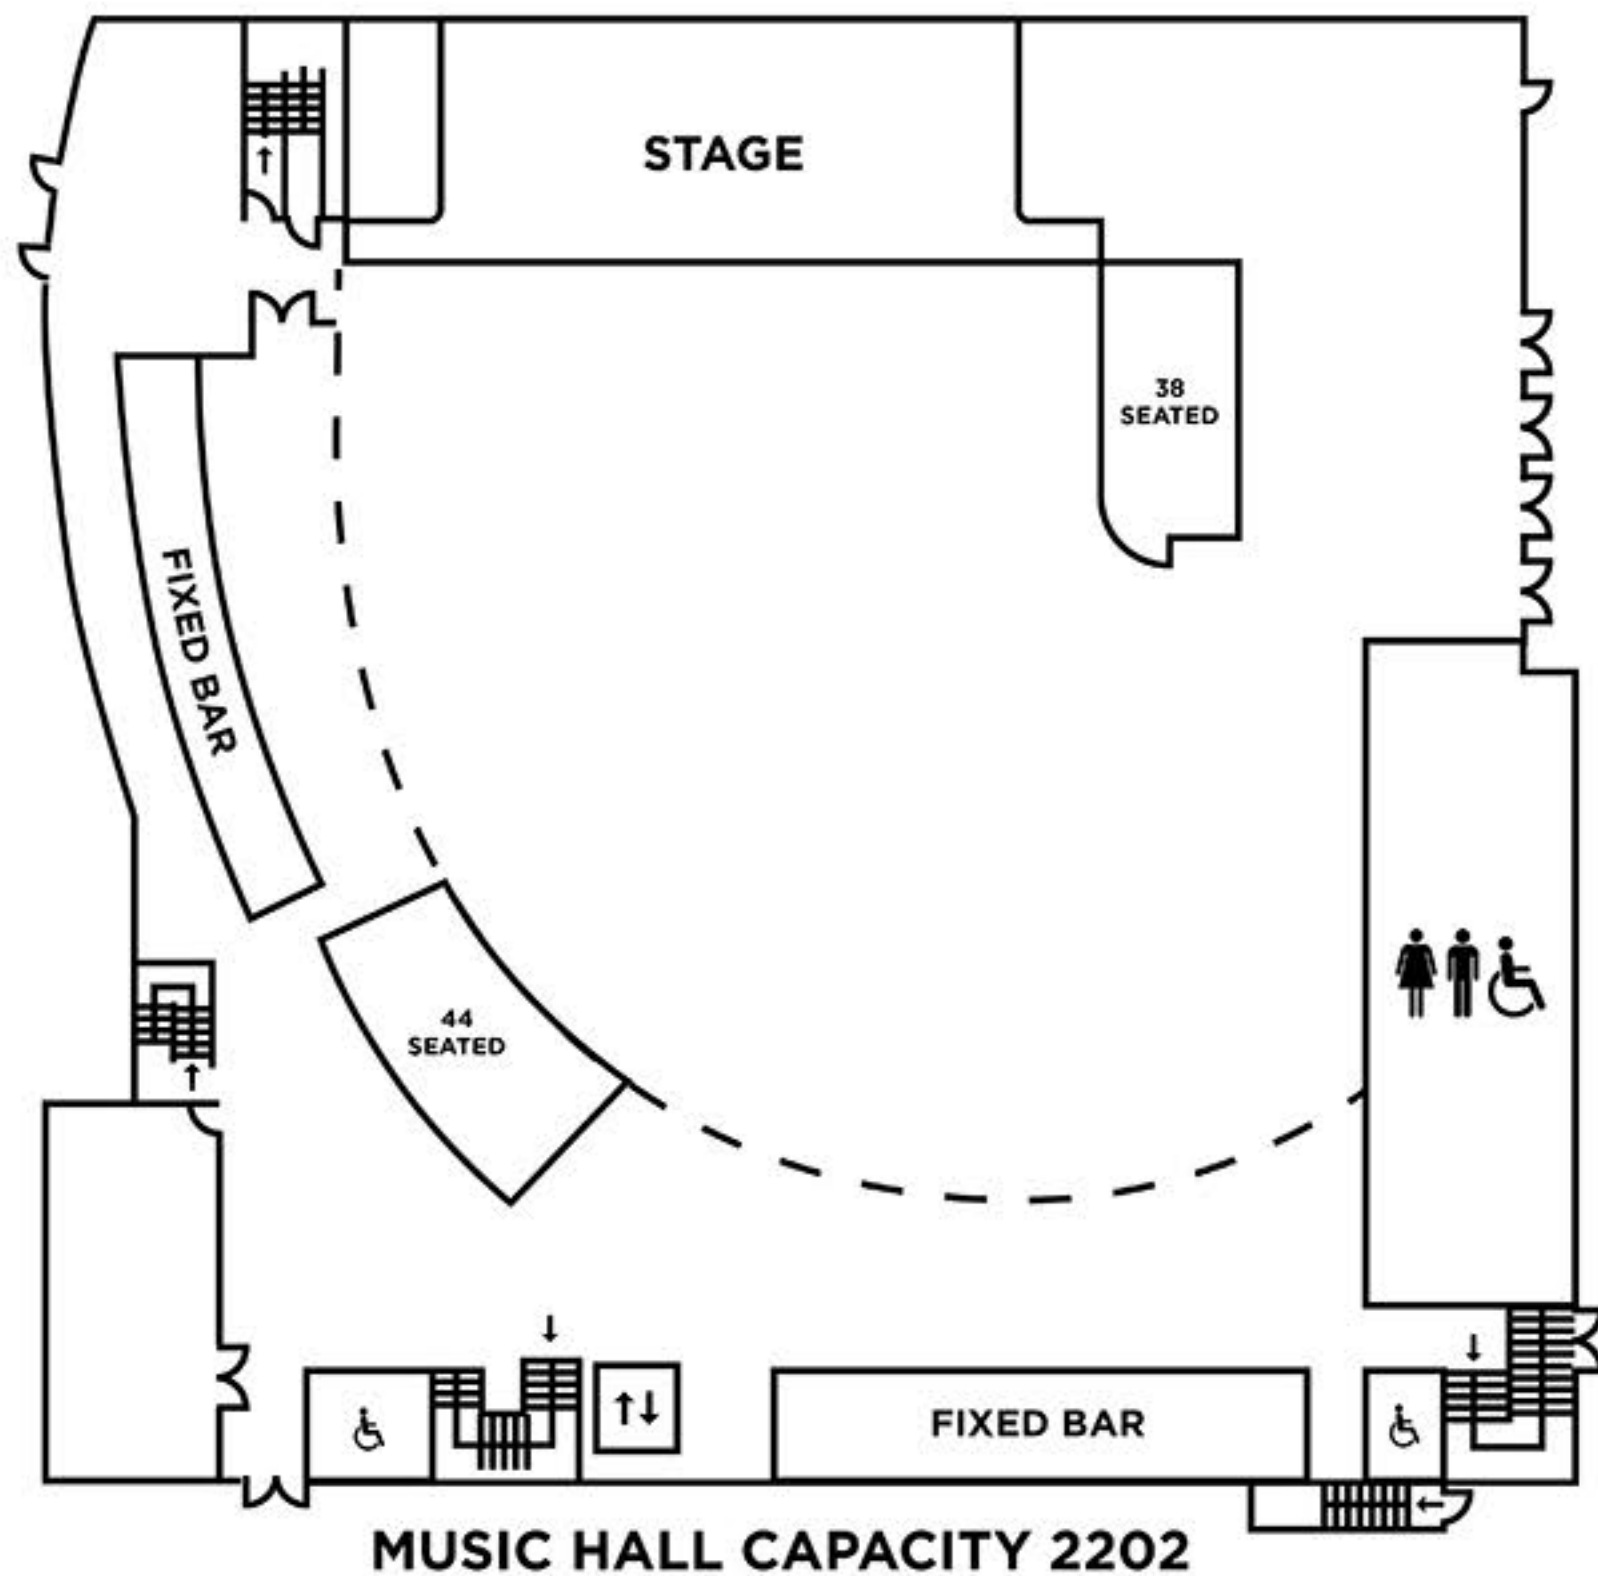 STAGE
38
SEATED
FIXED BAR
44
SEATED
FIXED BAR
MUSIC HALL CAPACITY 2202